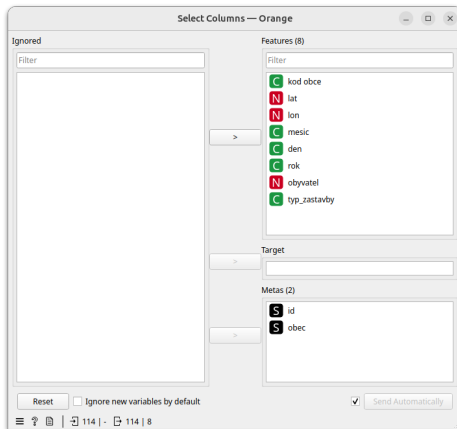 Select Columns — Orange
Ignored
Filter
>
>
>
Features (8)
Filter
C kod obce
N lat
N lon
C mesic
C den
C rok
N obyvatel
C typ_zastavby
Target
Metas (2)
S id
S obec
Reset
Ignore new variables by default
Send Automatically
? 114 | - 114 | 8